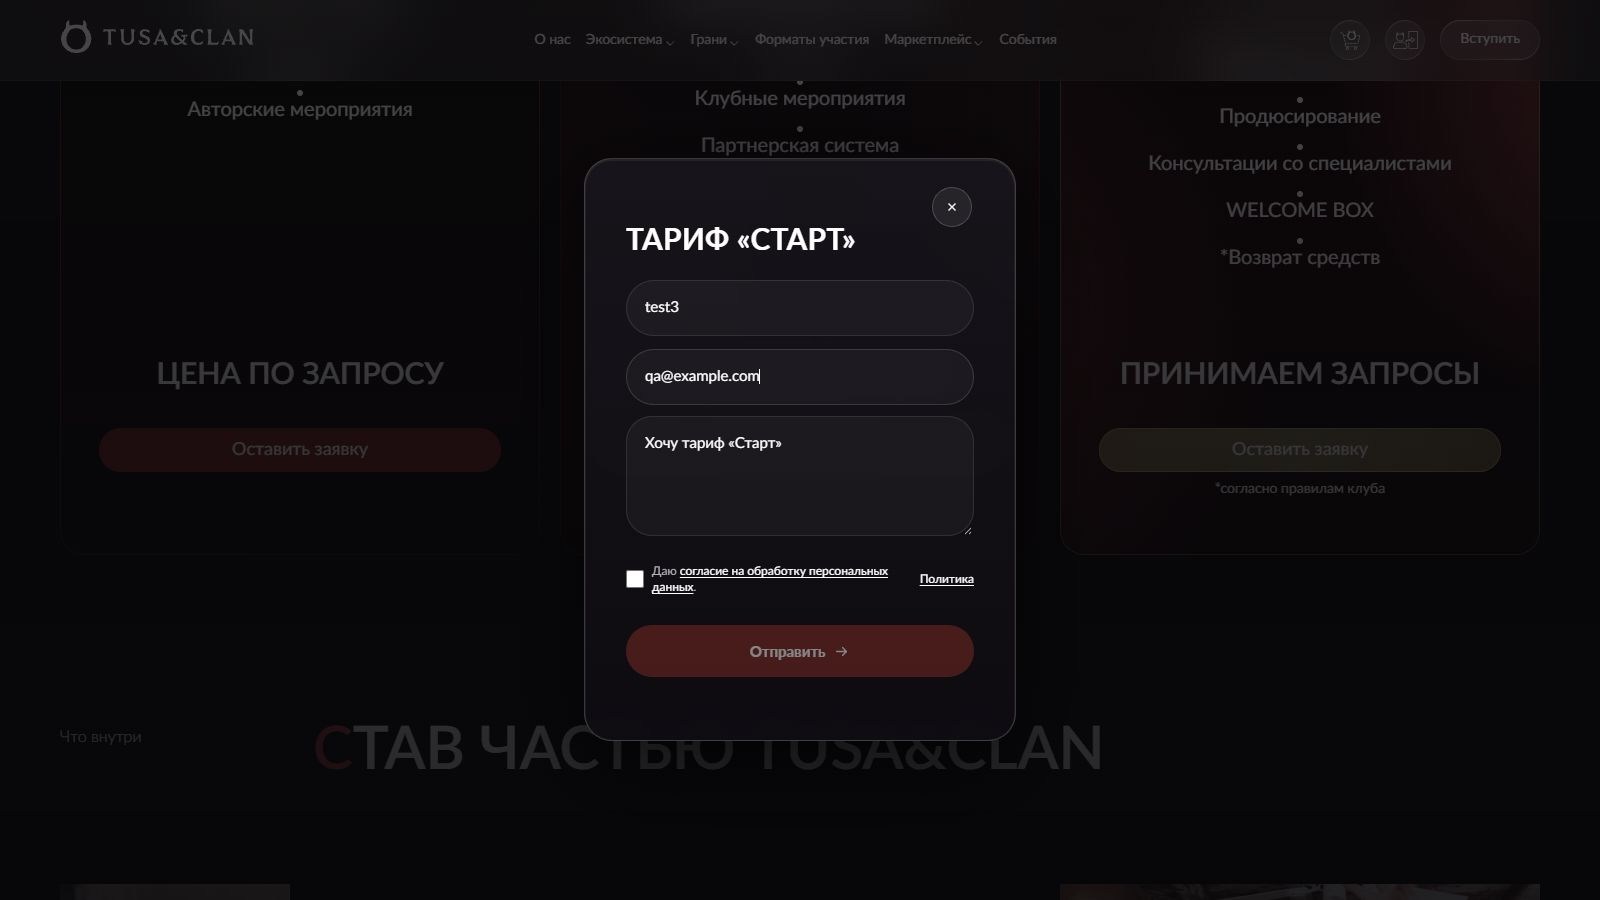 TUSA&CLAN
О нас Экосистема Грани Форматы участия Маркетплейс События
Вступить
Авторские мероприятия
Клубные мероприятия
Партнерская система
Продюсирование
Консультации со специалистами
WELCOME BOX
*Возврат средств
ТАРИФ «СТАРТ»
test3
qa@example.com
Хочу тариф «Старт»
Даю согласие на обработку персональных
данных.
Политика
Отправить →
ЦЕНА ПО ЗАПРОСУ
Оставить заявку
ПРИНИМАЕМ ЗАПРОСЫ
Оставить заявку
*согласно правилам клуба
Что внутри
СТАВ ЧАСТЬЮ TUSA&CLAN